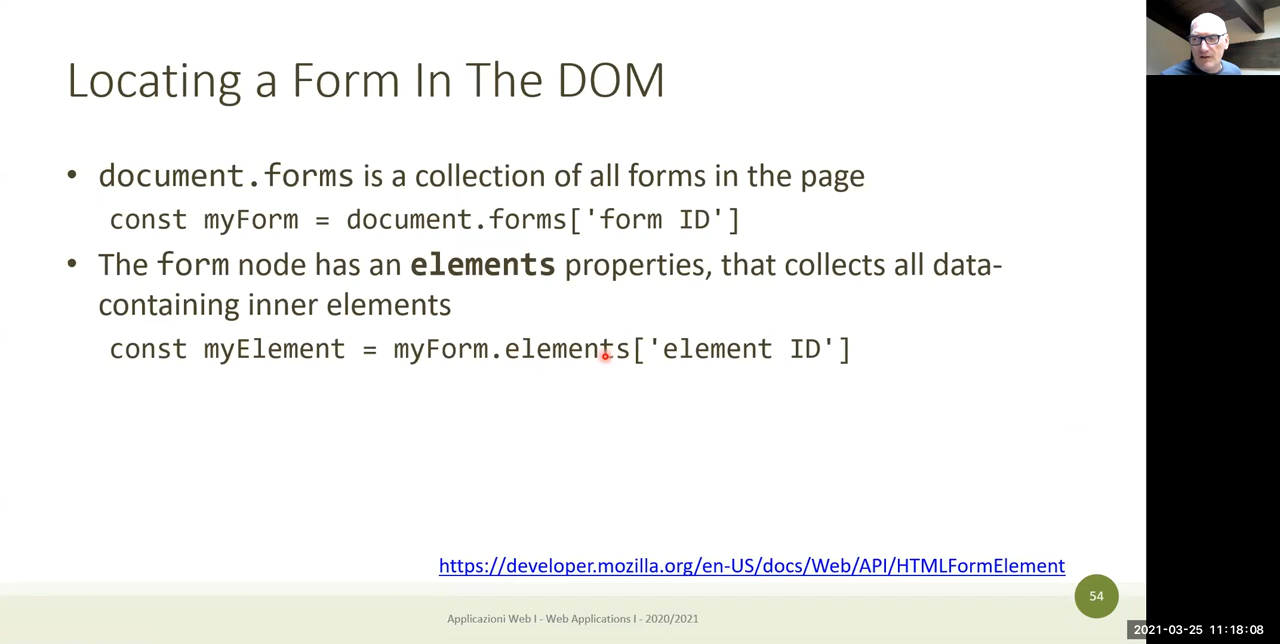 Locating a Form In The DOM
• document.forms is a collection of all forms in the page
const myForm = document.forms['form ID']
• The form node has an elements properties, that collects all data-
containing inner elements
const myElement = myForm.elements['element ID']
https://developer.mozilla.org/en-US/docs/Web/API/HTMLFormElement
54
Applicazioni Web I - Web Applications I - 2020/2021
2021-03-25 11:18:08